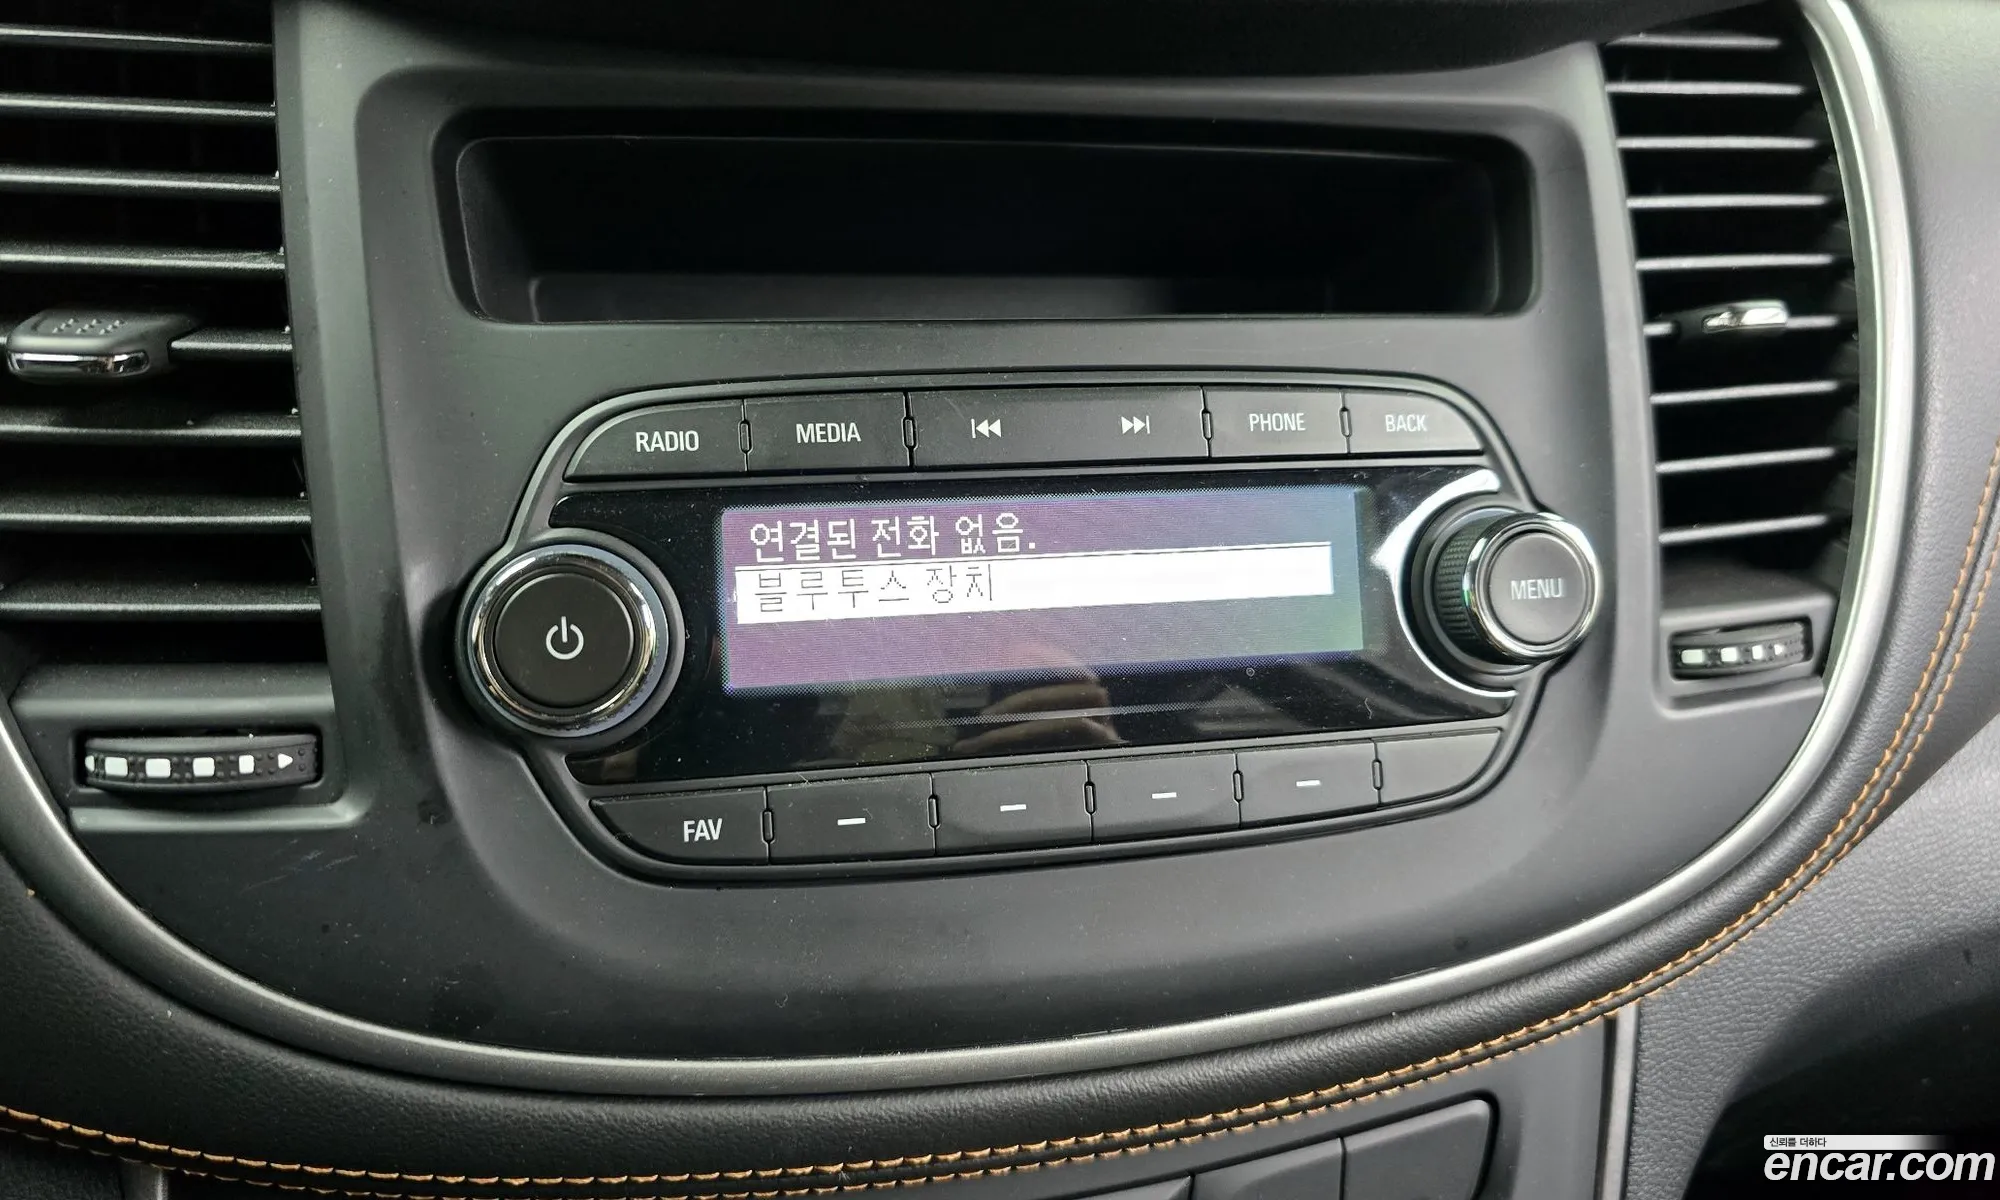 RADIO
MEDIA
PHONE
BACK
연결된 전화 없음.
블루투스 장치
MENU
FAV
신뢰를 더하다
encar.com